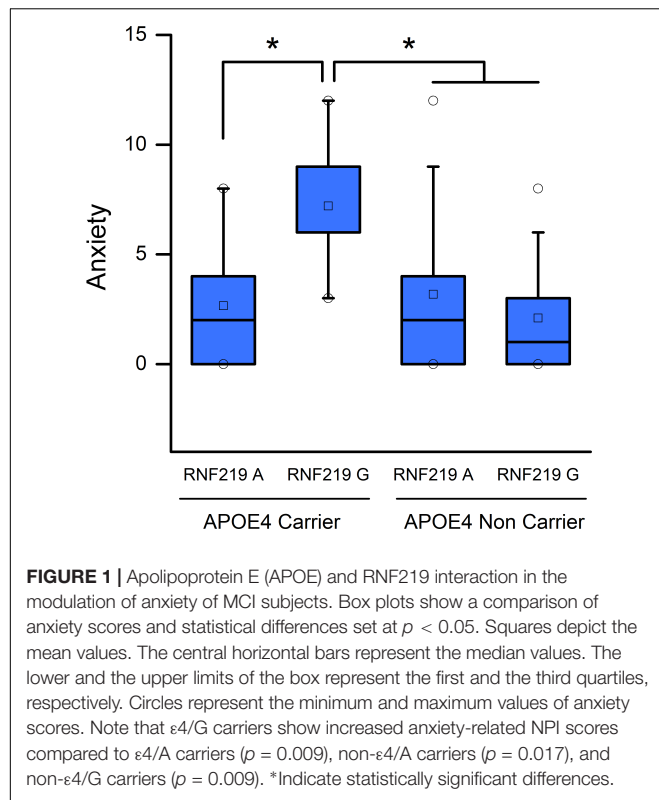 15
*
*
10
Anxiety
5
0
RNF219 A RNF219 G RNF219 A RNF219 G
APOE4 Carrier APOE4 Non Carrier
FIGURE 1 | Apolipoprotein E (APOE) and RNF219 interaction in the
modulation of anxiety of MCI subjects. Box plots show a comparison of
anxiety scores and statistical differences set at p < 0.05. Squares depict the
mean values. The central horizontal bars represent the median values. The
lower and the upper limits of the box represent the first and the third quartiles,
respectively. Circles represent the minimum and maximum values of anxiety
scores. Note that ε4/G carriers show increased anxiety-related NPI scores
compared to ε4/A carriers (p = 0.009), non-ε4/A carriers (p = 0.017), and
non-ε4/G carriers (p = 0.009). *Indicate statistically significant differences.